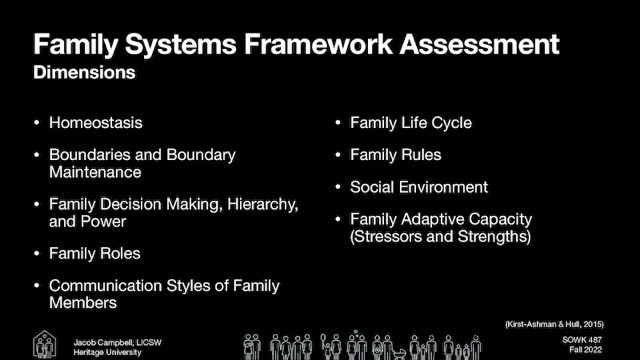 Family Systems Framework Assessment
Dimensions
• Homeostasis
• Boundaries and Boundary
Maintenance
• Family Decision Making, Hierarchy,
and Power
• Family Roles
• Communication Styles of Family
Members
• Family Life Cycle
• Family Rules
• Social Environment
• Family Adaptive Capacity
(Stressors and Strengths)
(Kirst-Ashman & Hull, 2015)
Jacob Campbell, LICSW
Heritage University
SOWK 487
Fall 2022